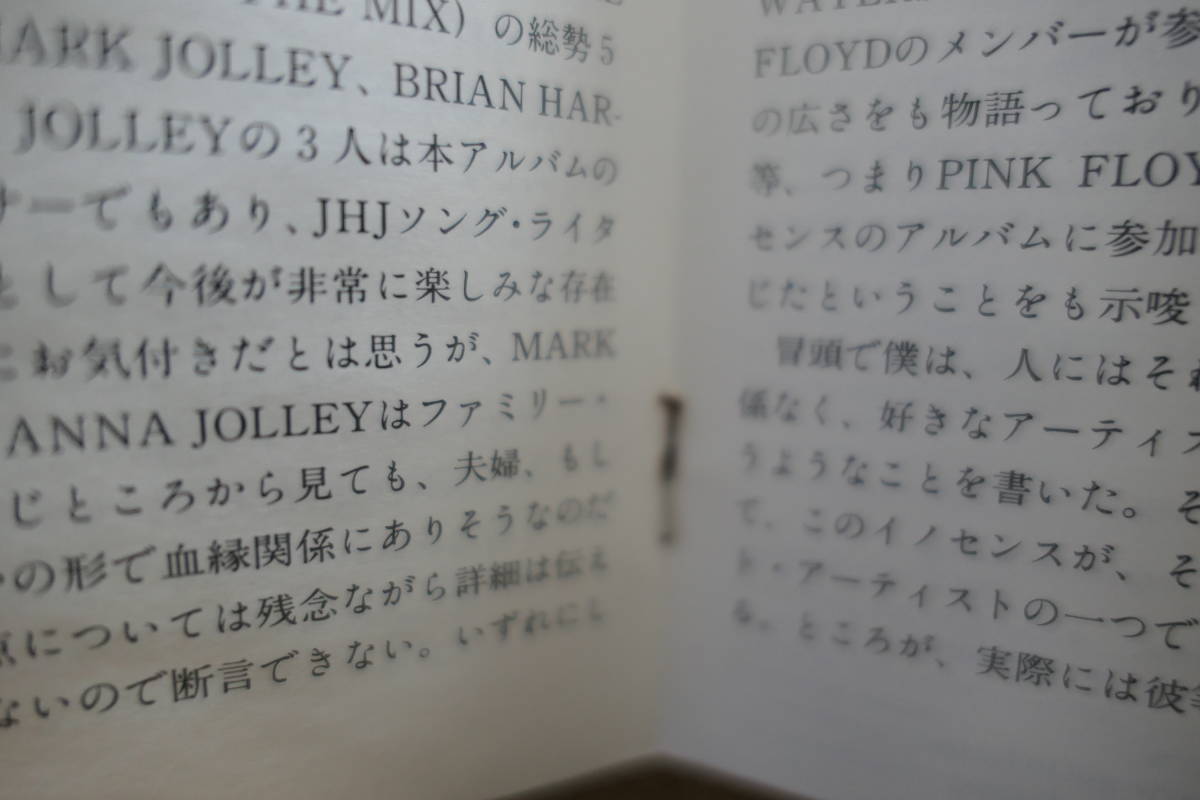 THE MIX)の総勢5
MARK JOLLEY、BRIAN HAR-
JOLLEYの3人は本アルバムの
サーでもあり、JHJソング・ライタ
として今後が非常に楽しみな存在
にお気付きだとは思うが、MARK
ANNA JOLLEYはファミリー・
じところから見ても、夫婦、もし
の形で血縁関係にありそうなのだ
点については残念ながら詳細は伝え
ないので断言できない。いずれにし
FLOYDのメンバーが参
の広さをも物語っており
等、つまりPINK FLOY
センスのアルバムに参加
じたということをも示唆
冒頭で僕は、人にはそれ
係なく、好きなアーティス
うようなことを書いた。そ
て、このイノセンスが、そ
ト・アーティストの一つで
る。ところが、実際には彼等